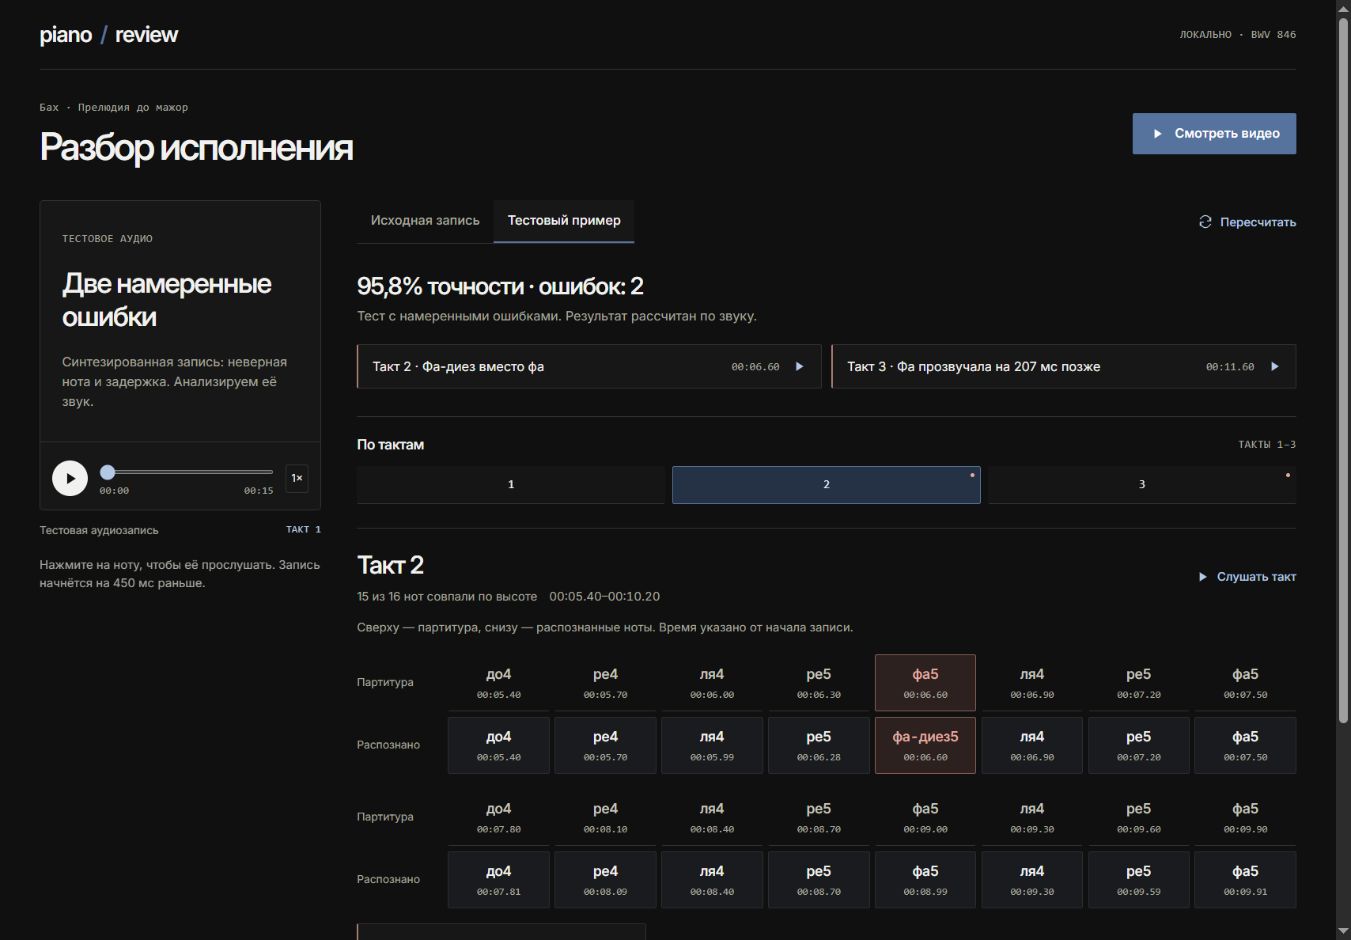 piano / review
ЛОКАЛЬНО · BWV 846
Бах · Прелюдия до мажор
Разбор исполнения
Смотреть видео
ТЕСТОВОЕ АУДИО
Две намеренные
ошибки
Синтезированная запись: неверная
нота и задержка. Анализируем её
звук.
00:00
00:15
1×
Тестовая аудиозапись
ТАКТ 1
Нажмите на ноту, чтобы её прослушать. Запись
начнётся на 450 мс раньше.
Исходная запись
Тестовый пример
Пересчитать
95,8% точности · ошибок: 2
Тест с намеренными ошибками. Результат рассчитан по звуку.
Такт 2 · Фа-диез вместо фа
00:06.60
Такт 3 · Фа прозвучала на 207 мс позже
00:11.60
По тактам
ТАКТЫ 1–3
1
2
3
Такт 2
15 из 16 нот совпали по высоте 00:05.40–00:10.20
Слушать такт
Сверху — партитура, снизу — распознанные ноты. Время указано от начала записи.
Партитура
до4 ре4 ля4 ре5 фа5 ля4 ре5 фа5
00:05.40 00:05.70 00:06.00 00:06.30 00:06.60 00:06.90 00:07.20 00:07.50
Распознано
до4 ре4 ля4 ре5 фа-диез5 ля4 ре5 фа5
00:05.40 00:05.70 00:05.99 00:06.28 00:06.60 00:06.90 00:07.20 00:07.50
Партитура
до4 ре4 ля4 ре5 фа5 ля4 ре5 фа5
00:07.80 00:08.10 00:08.40 00:08.70 00:09.00 00:09.30 00:09.60 00:09.90
Распознано
до4 ре4 ля4 ре5 фа5 ля4 ре5 фа5
00:07.81 00:08.09 00:08.40 00:08.70 00:08.99 00:09.30 00:09.59 00:09.91